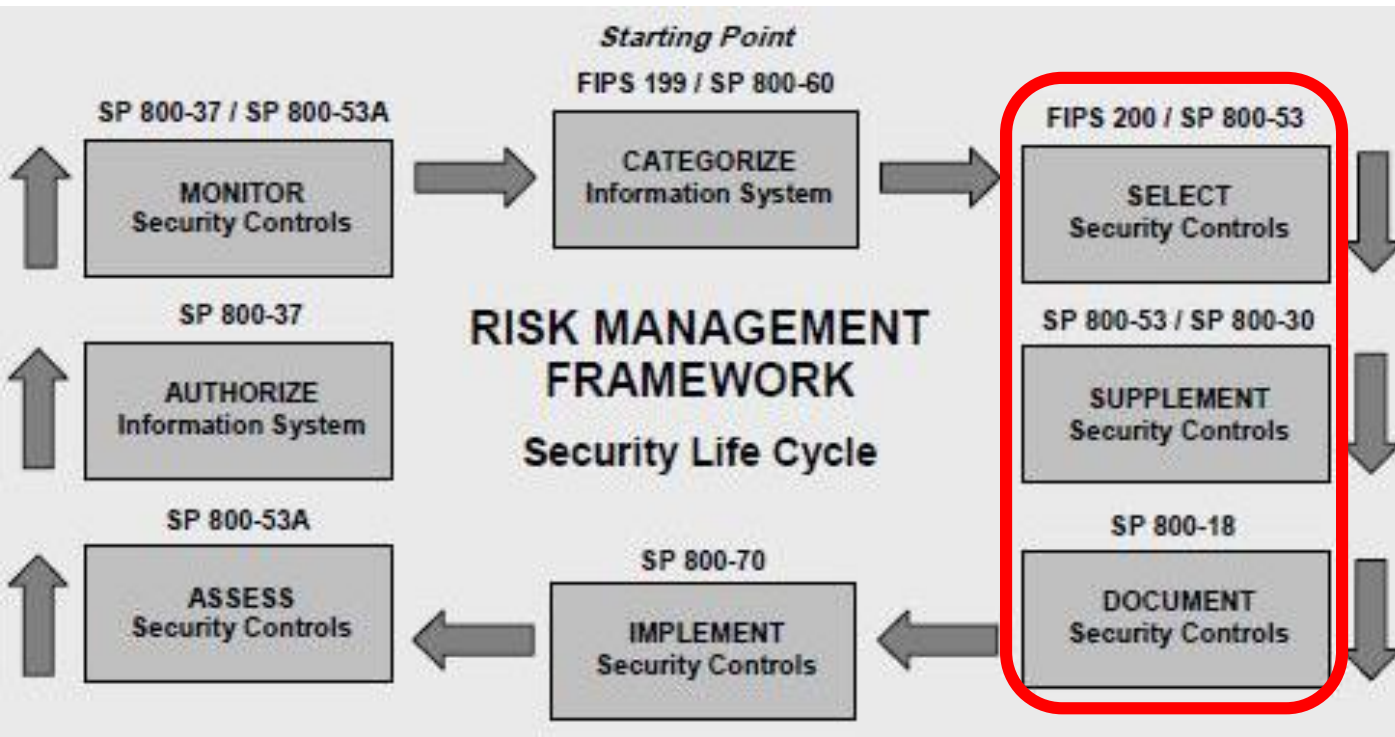 Starting Point
FIPS 199 / SP 800-60
CATEGORIZE
Information System
FIPS 200 / SP 800-53
SELECT
Security Controls
SP 800-53 / SP 800-30
SUPPLEMENT
Security Controls
SP 800-18
DOCUMENT
Security Controls
SP 800-70
IMPLEMENT
Security Controls
SP 800-53A
ASSESS
Security Controls
SP 800-37
AUTHORIZE
Information System
SP 800-37 / SP 800-53A
MONITOR
Security Controls
RISK MANAGEMENT
FRAMEWORK
Security Life Cycle